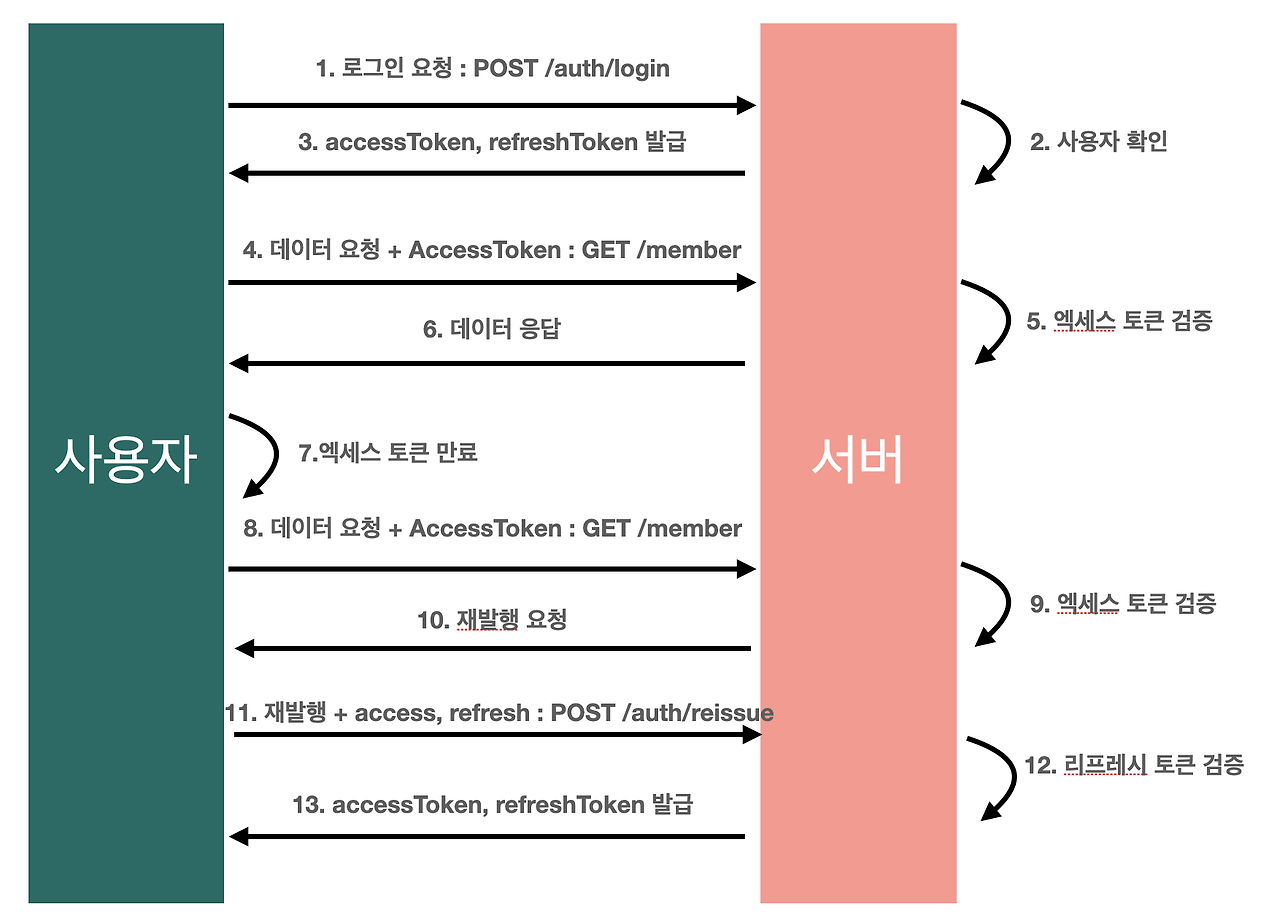 1. 로그인 요청 : POST /auth/login
3. accessToken, refreshToken 발급
2. 사용자 확인
4. 데이터 요청 + AccessToken : GET /member
6. 데이터 응답
5. 엑세스 토큰 검증
사용자
7.엑세스 토큰 만료
서버
8. 데이터 요청 + AccessToken : GET /member
10. 재발행 요청
9. 엑세스 토큰 검증
11. 재발행 + access, refresh : POST /auth/reissue
12. 리프레시 토큰 검증
13. accessToken, refreshToken 발급